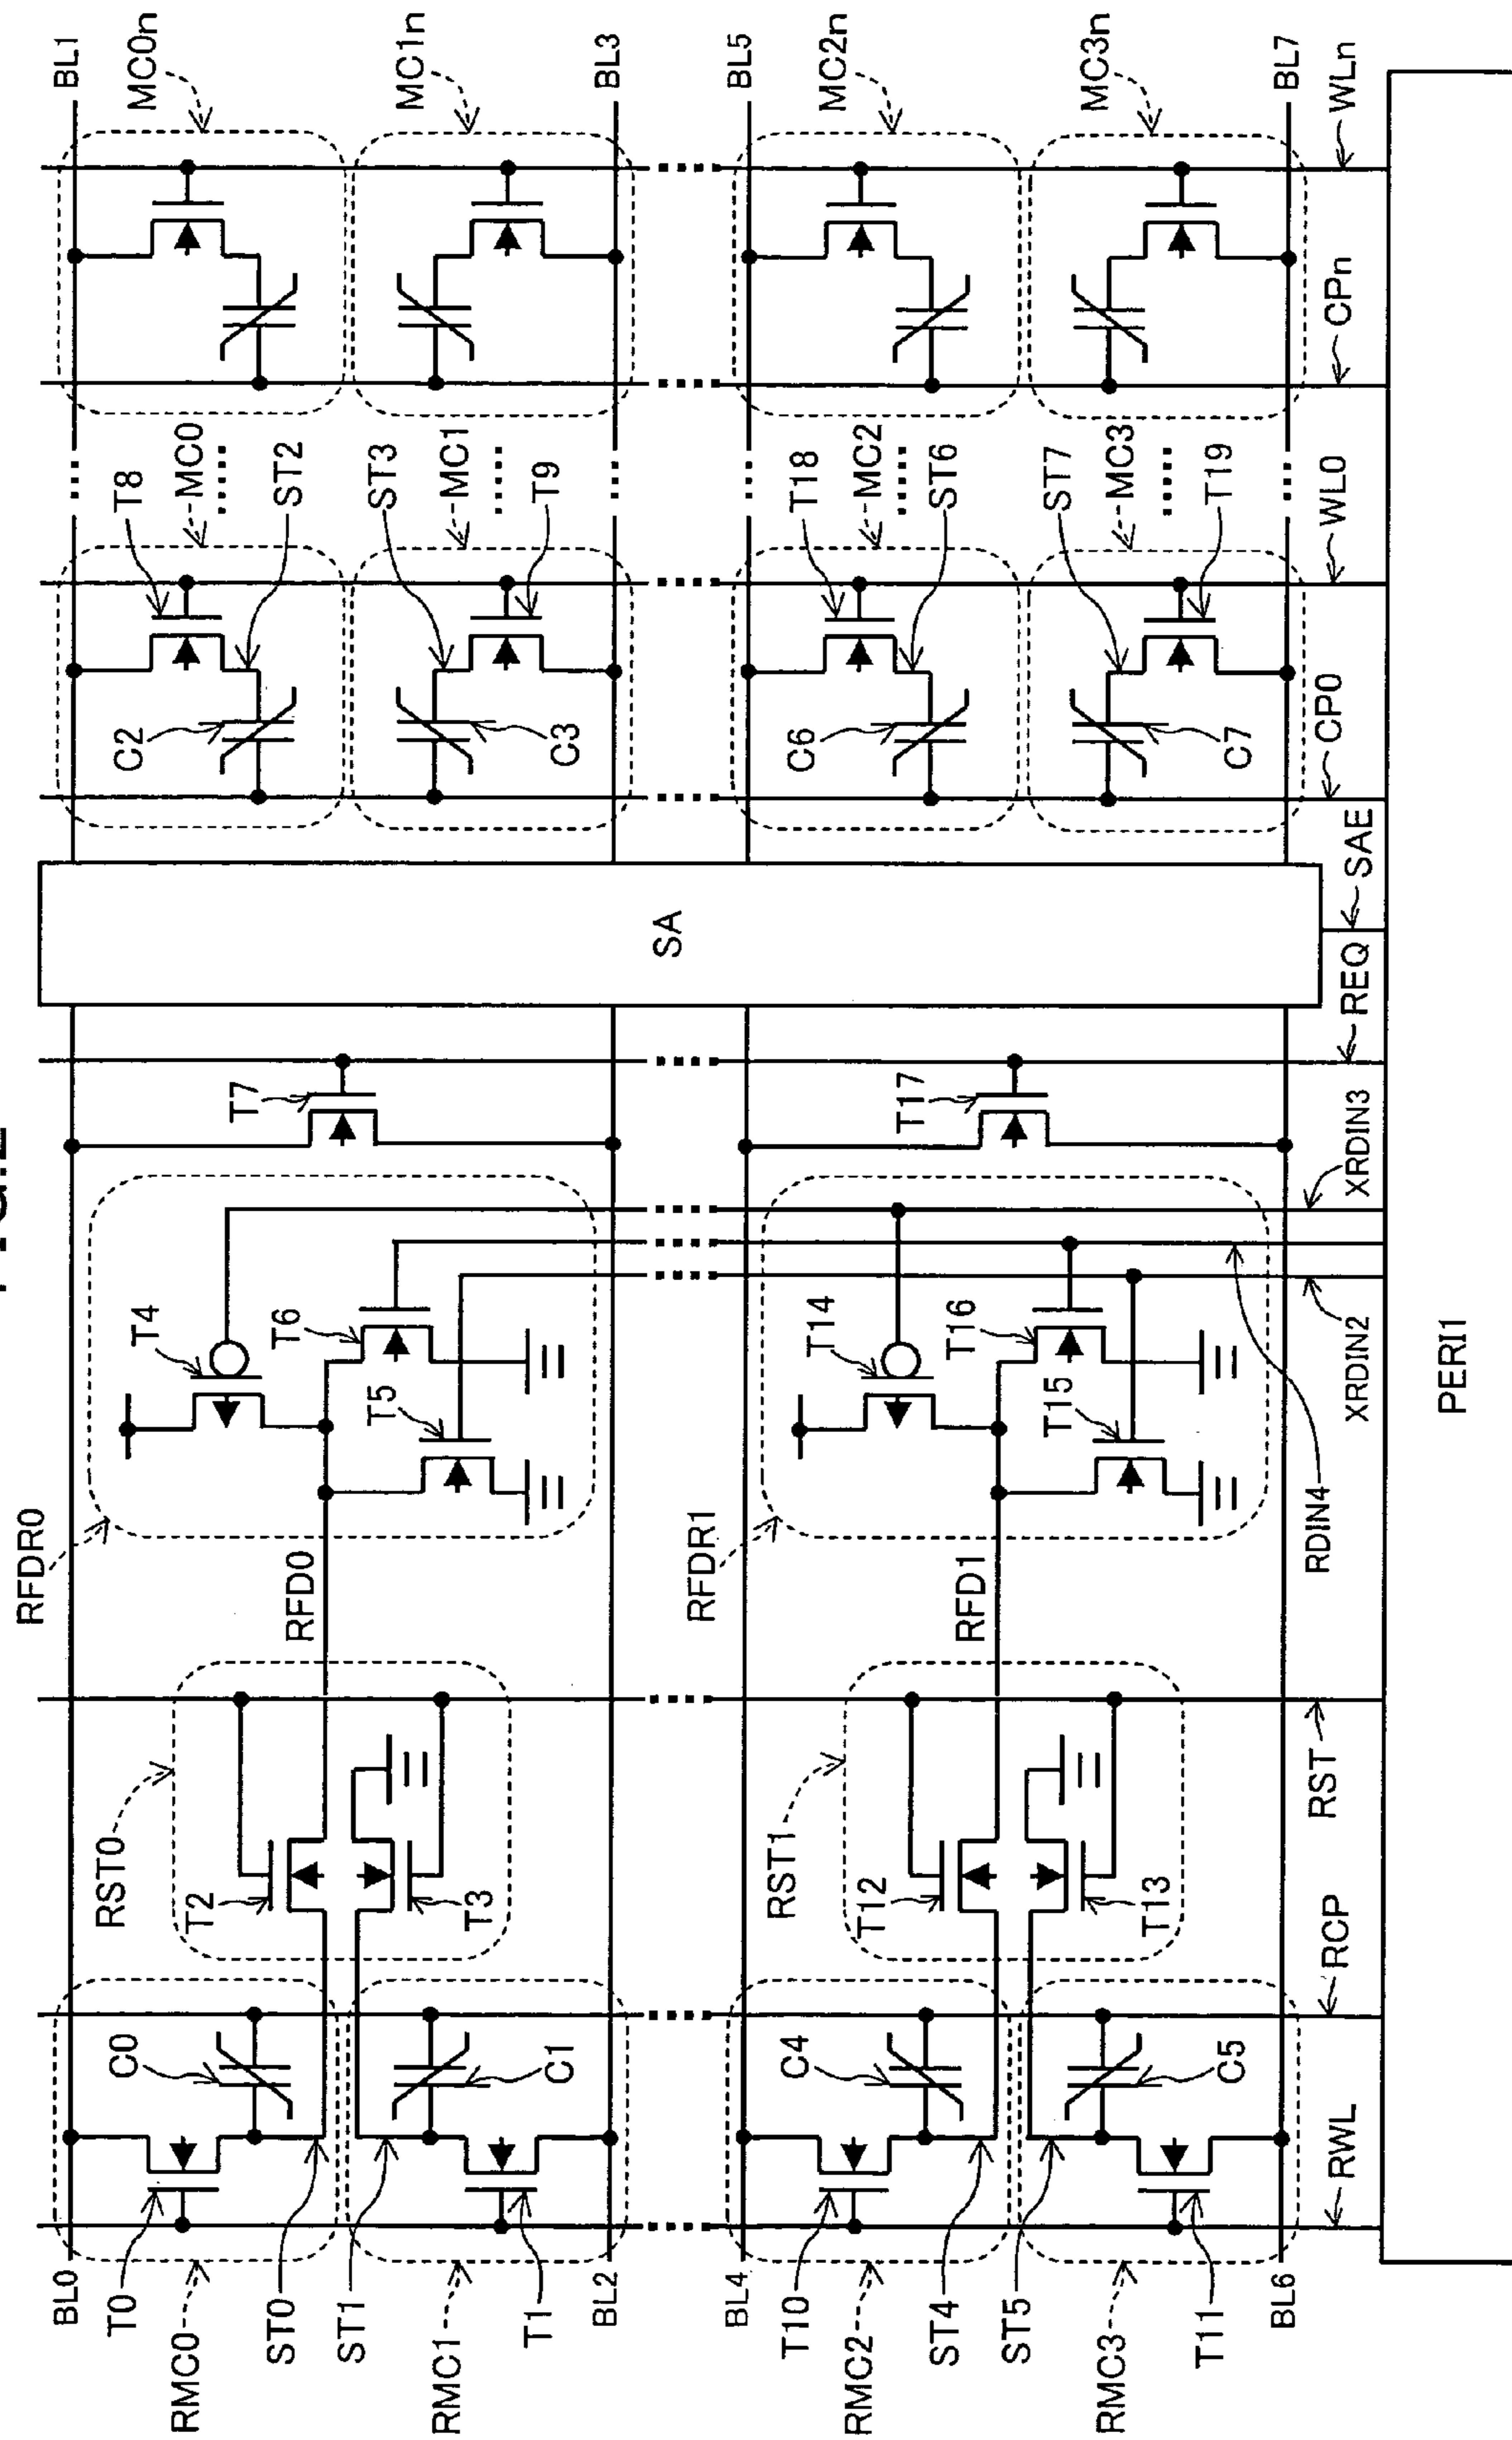 BL0
T0
RMC0
ST0
ST1
RMC1
T1
BL2
BL4
T10
RMC2
ST4
ST5
RMC3
T11
BL6
RWL
C0
C1
C4
C5
RCP
RST0
T2
T3
RST1
T12
T13
RST
RFDR0
RFD0
RFDR1
RFD1
T4
T6
T5
T14
T16
T15
RDIN4
XRDIN2
XRDIN3
T7
T17
REQ
SA
SAE
C2
C3
C6
C7
CP0
T8
MC0
ST2
ST3
MC1
T9
T18
MC2
ST6
ST7
MC3
T19
WL0
CPn
BL1
MC0n
MC1n
BL3
BL5
MC2n
MC3n
BL7
WLn
PERI1